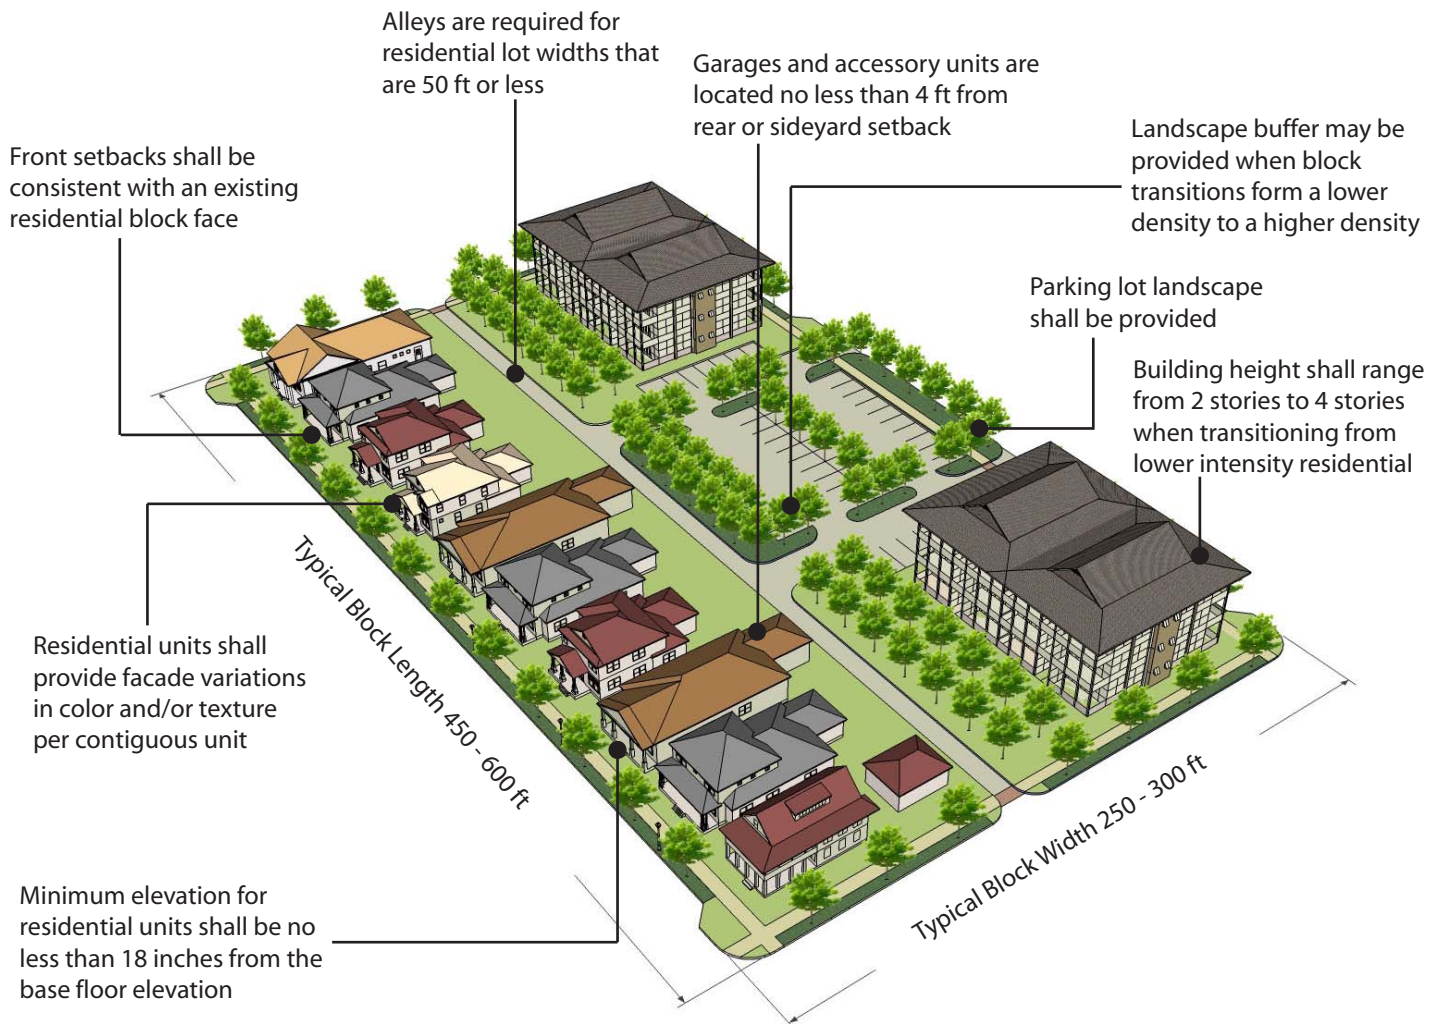 Alleys are required for
residential lot widths that
are 50 ft or less
Garages and accessory units are
located no less than 4 ft from
rear or sideyard setback
Landscape buffer may be
provided when block
transitions form a lower
density to a higher density
Front setbacks shall be
consistent with an existing
residential block face
Parking lot landscape
shall be provided
Building height shall range
from 2 stories to 4 stories
when transitioning from
lower intensity residential
Residential units shall
provide facade variations
in color and/or texture
per contiguous unit
Typical Block Length 450 - 600 ft
Typical Block Width 250 - 300 ft
Minimum elevation for
residential units shall be no
less than 18 inches from the
base floor elevation